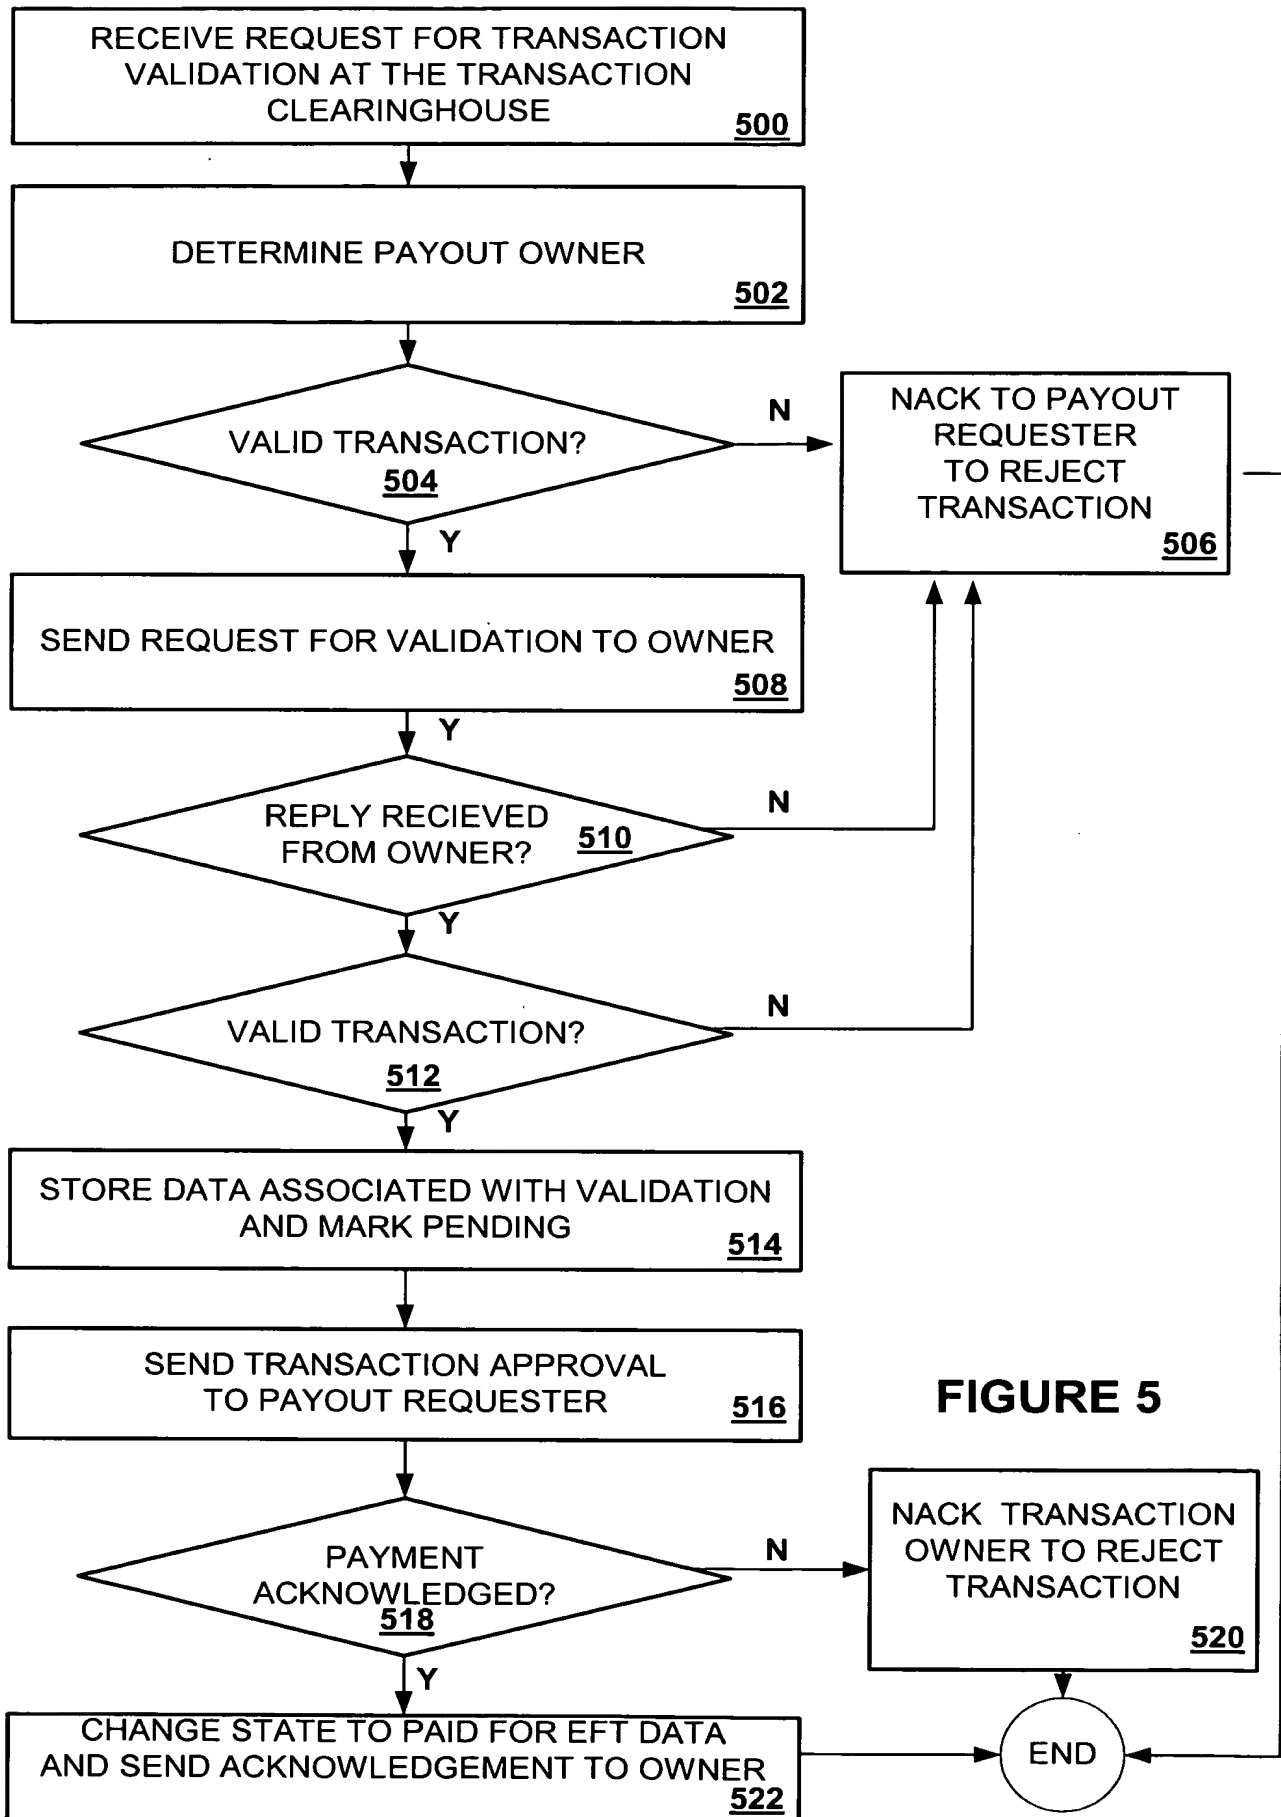 RECEIVE REQUEST FOR TRANSACTION
VALIDATION AT THE TRANSACTION
CLEARINGHOUSE
500
DETERMINE PAYOUT OWNER
502
VALID TRANSACTION?
504
N
Y
NACK TO PAYOUT
REQUESTER
TO REJECT
TRANSACTION
506
SEND REQUEST FOR VALIDATION TO OWNER
508
Y
REPLY RECIEVED
FROM OWNER?
510
N
Y
VALID TRANSACTION?
512
N
Y
STORE DATA ASSOCIATED WITH VALIDATION
AND MARK PENDING
514
SEND TRANSACTION APPROVAL
TO PAYOUT REQUESTER
516
FIGURE 5
PAYMENT
ACKNOWLEDGED?
518
N
Y
NACK TRANSACTION
OWNER TO REJECT
TRANSACTION
520
CHANGE STATE TO PAID FOR EFT DATA
AND SEND ACKNOWLEDGEMENT TO OWNER
522
END